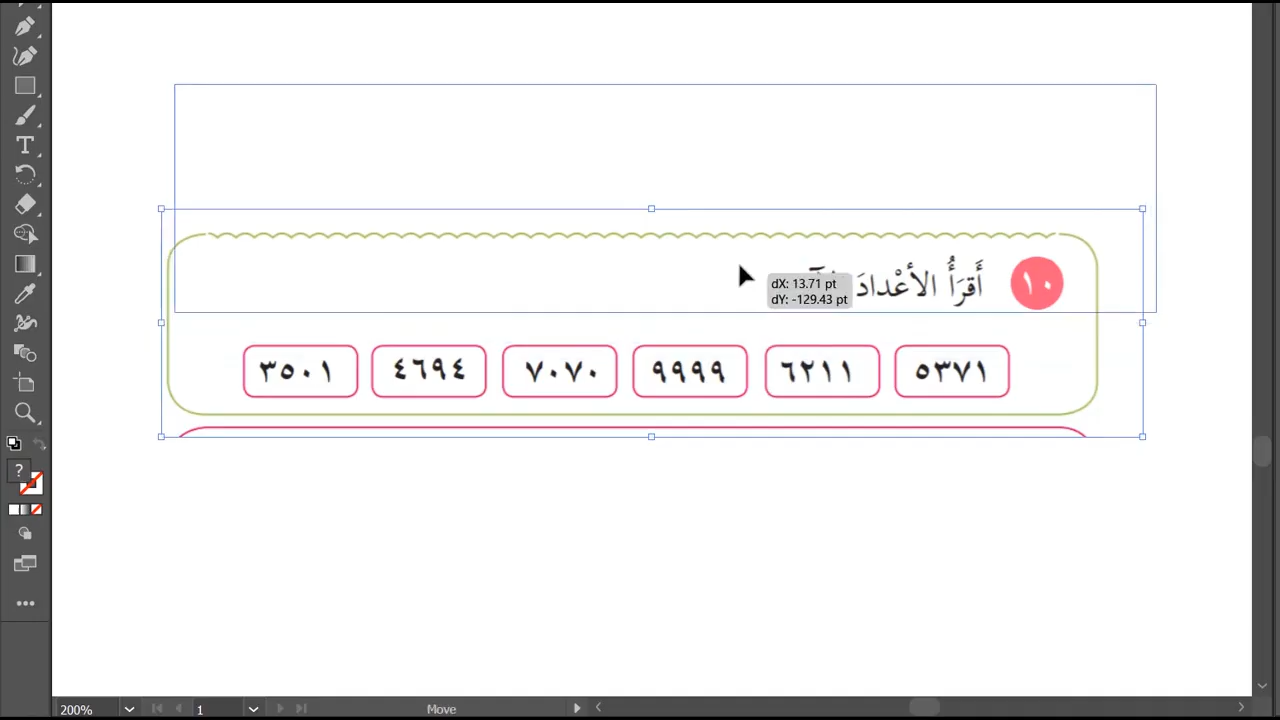 dX: 13.71 pt
dY: -129.43 pt
١٠ أَقرَأُ الأعْدادَ
٥٣٧١ ٦٢١١ ٩٩٩٩ ٧٠٧٠ ٤٦٩٤ ٣٥٠١
?
200% 1 Move